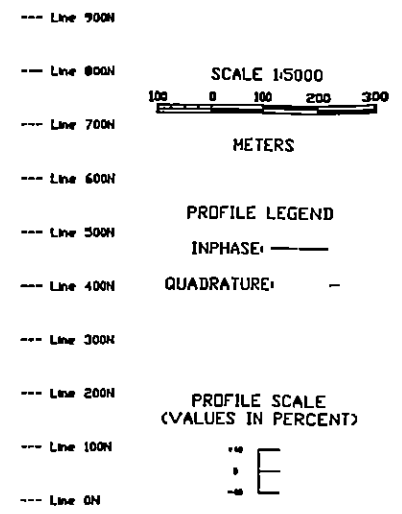 --- Line 900N
--- Line 800N
--- Line 700N
--- Line 600N
--- Line 500N
--- Line 400N
--- Line 300N
--- Line 200N
--- Line 100N
--- Line 0N
SCALE 1:5000
100 0 100 200 300
METERS
PROFILE LEGEND
INPHASE:
QUADRATURE:
PROFILE SCALE
(VALUES IN PERCENT)
0